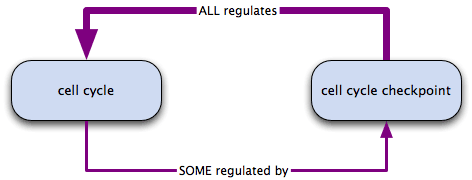 ALL regulates
cell cycle
cell cycle checkpoint
SOME regulated by